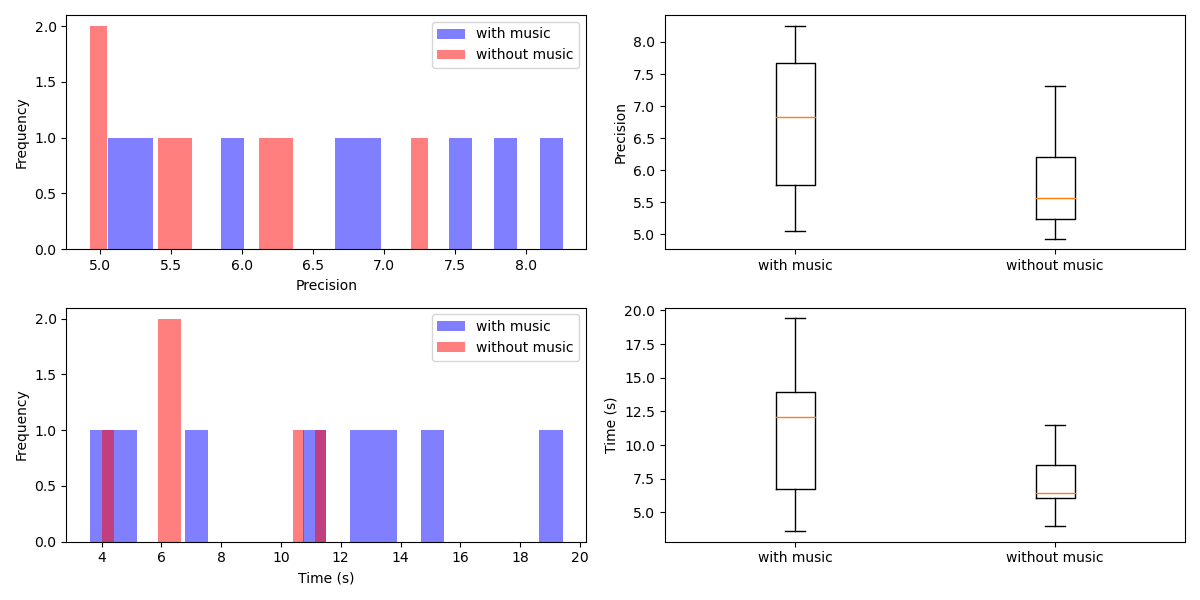 2.0
1.5
1.0
0.5
0.0
Frequency
with music
without music
5.0 5.5 6.0 6.5 7.0 7.5 8.0
Precision
8.0
7.5
7.0
6.5
6.0
5.5
5.0
Precision
with music without music
2.0
1.5
1.0
0.5
0.0
Frequency
with music
without music
4 6 8 10 12 14 16 18 20
Time (s)
20.0
17.5
15.0
12.5
10.0
7.5
5.0
Time (s)
with music without music